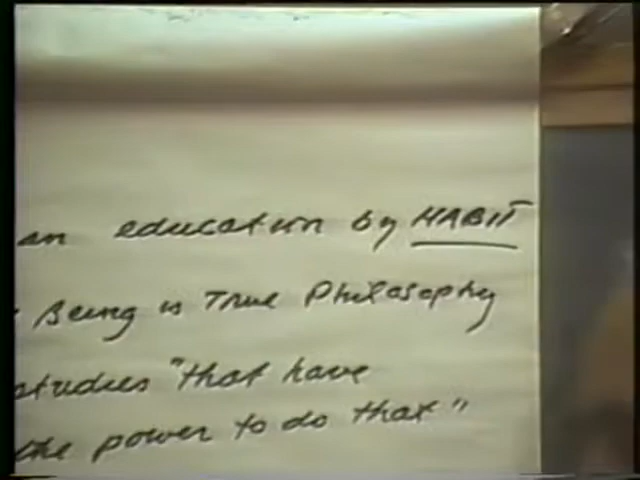 an education by HABIT
Being is True Philosophy
studies "that have
the power to do that"